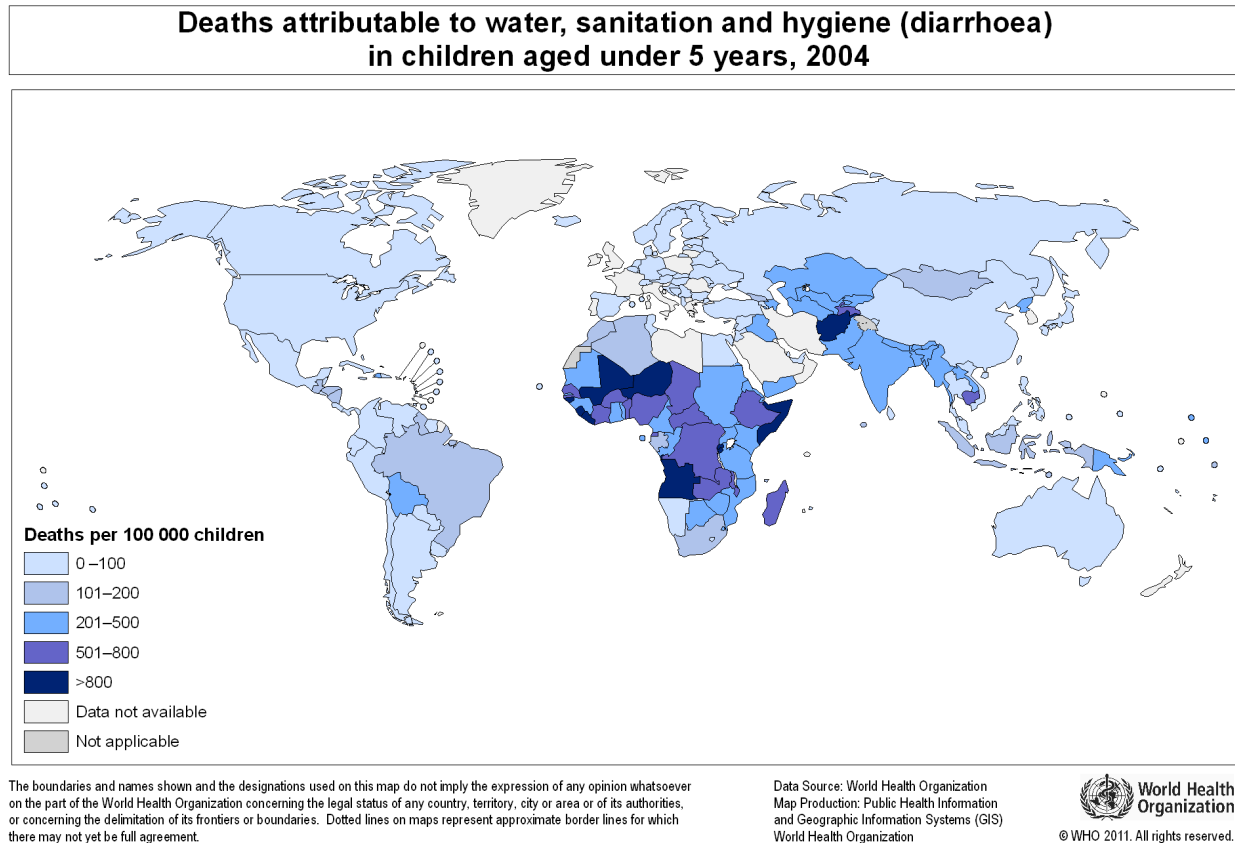 Deaths attributable to water, sanitation and hygiene (diarrhoea)
in children aged under 5 years, 2004
Deaths per 100 000 children
0 –100
101–200
201–500
501–800
>800
Data not available
Not applicable
The boundaries and names shown and the designations used on this map do not imply the expression of any opinion whatsoever
on the part of the World Health Organization concerning the legal status of any country, territory, city or area or of its authorities,
or concerning the delimitation of its frontiers or boundaries. Dotted lines on maps represent approximate border lines for which
there may not yet be full agreement.
Data Source: World Health Organization
Map Production: Public Health Information
and Geographic Information Systems (GIS)
World Health Organization
World Health
Organization
© WHO 2011. All rights reserved.